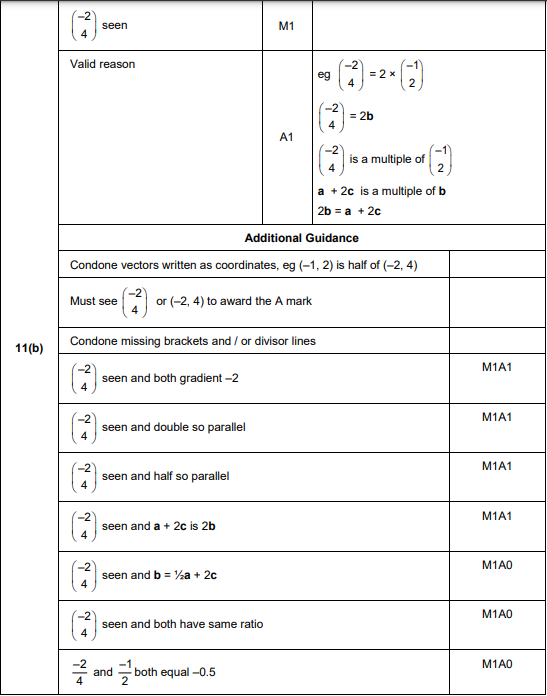 (–2
4) seen
M1
Valid reason
A1
eg (–2
4) = 2 × (–1
2)
(–2
4) = 2b
(–2
4) is a multiple of (–1
2)
a + 2c is a multiple of b
2b = a + 2c
Additional Guidance
Condone vectors written as coordinates, eg (–1, 2) is half of (–2, 4)
Must see (–2
4) or (–2, 4) to award the A mark
11(b)
Condone missing brackets and / or divisor lines
(–2
4) seen and both gradient –2
M1A1
(–2
4) seen and double so parallel
M1A1
(–2
4) seen and half so parallel
M1A1
(–2
4) seen and a + 2c is 2b
M1A1
(–2
4) seen and b = ½a + 2c
M1A0
(–2
4) seen and both have same ratio
M1A0
–2/4 and –1/2 both equal –0.5
M1A0